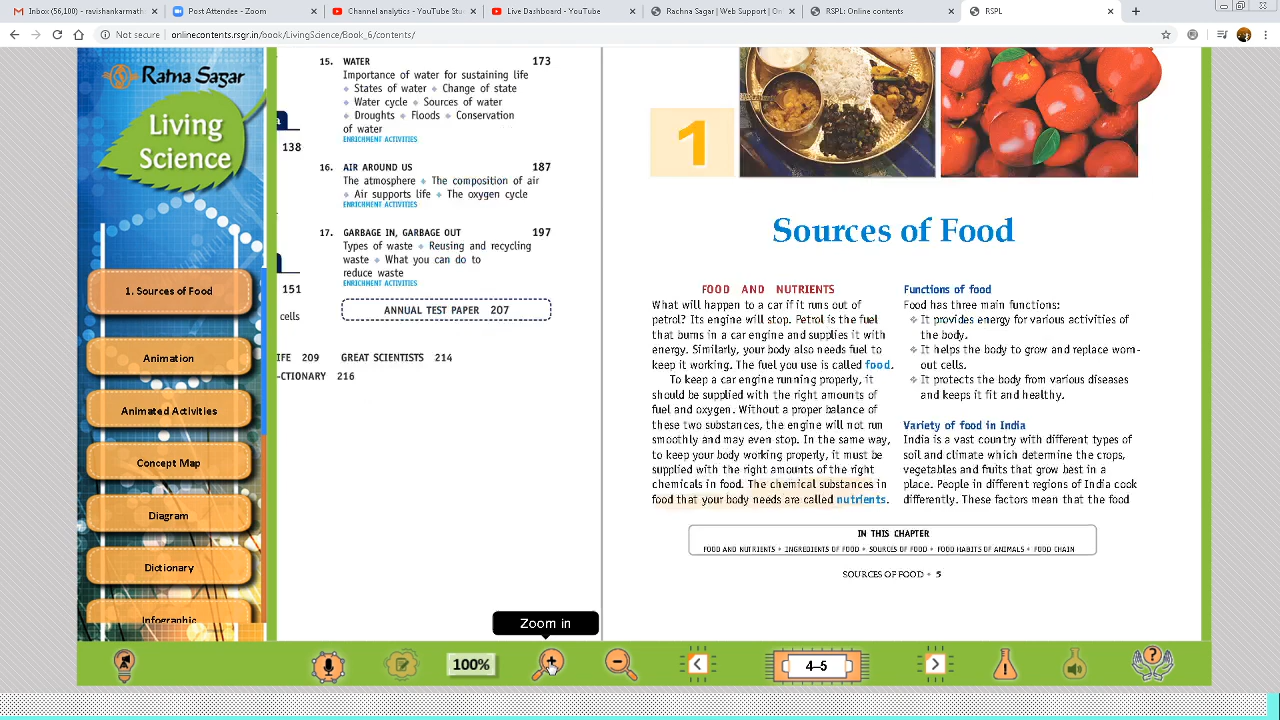 Inbox (56,100) - ravishankarmath
Post Attendee - Zoom
Channel analytics - YouTube Stu
Live Dashboard - YouTube
Rachna Sagar | Web Support | On
RSPL: Online Contents
RSPL
Not secure | onlinecontents.rsgr.in/book/LivingScience/Book_6/contents/
Ratna Sagar
Living
Science
1. Sources of Food
Animation
Animated Activities
Concept Map
Diagram
Dictionary
Infographic
138
151
cells
IFE 209 GREAT SCIENTISTS 214
-CTIONARY 216
15. WATER 173
Importance of water for sustaining life
❖ States of water ❖ Change of state
❖ Water cycle ❖ Sources of water
❖ Droughts ❖ Floods ❖ Conservation
of water
ENRICHMENT ACTIVITIES
16. AIR AROUND US 187
The atmosphere ❖ The composition of air
❖ Air supports life ❖ The oxygen cycle
ENRICHMENT ACTIVITIES
17. GARBAGE IN, GARBAGE OUT 197
Types of waste ❖ Reusing and recycling
waste ❖ What you can do to
reduce waste
ENRICHMENT ACTIVITIES
ANNUAL TEST PAPER 207
1
Sources of Food
FOOD AND NUTRIENTS
What will happen to a car if it runs out of
petrol? Its engine will stop. Petrol is the fuel
that burns in a car engine and supplies it with
energy. Similarly, your body also needs fuel to
keep it working. The fuel you use is called food.
To keep a car engine running properly, it
should be supplied with the right amounts of
fuel and oxygen. Without a proper balance of
these two substances, the engine will not run
smoothly and may even stop. In the same way,
to keep your body working properly, it must be
supplied with the right amounts of the right
chemicals in food. The chemical substances in
food that your body needs are called nutrients.
Functions of food
Food has three main functions:
❖ It provides energy for various activities of
the body.
❖ It helps the body to grow and replace worn-
out cells.
❖ It protects the body from various diseases
and keeps it fit and healthy.
Variety of food in India
India is a vast country with different types of
soil and climate which determine the crops,
vegetables and fruits that grow best in a
place. People in different regions of India cook
differently. These factors mean that the food
IN THIS CHAPTER
FOOD AND NUTRIENTS ❖ INGREDIENTS OF FOOD ❖ SOURCES OF FOOD ❖ FOOD HABITS OF ANIMALS ❖ FOOD CHAIN
SOURCES OF FOOD ❖ 5
Zoom in
100%
4–5